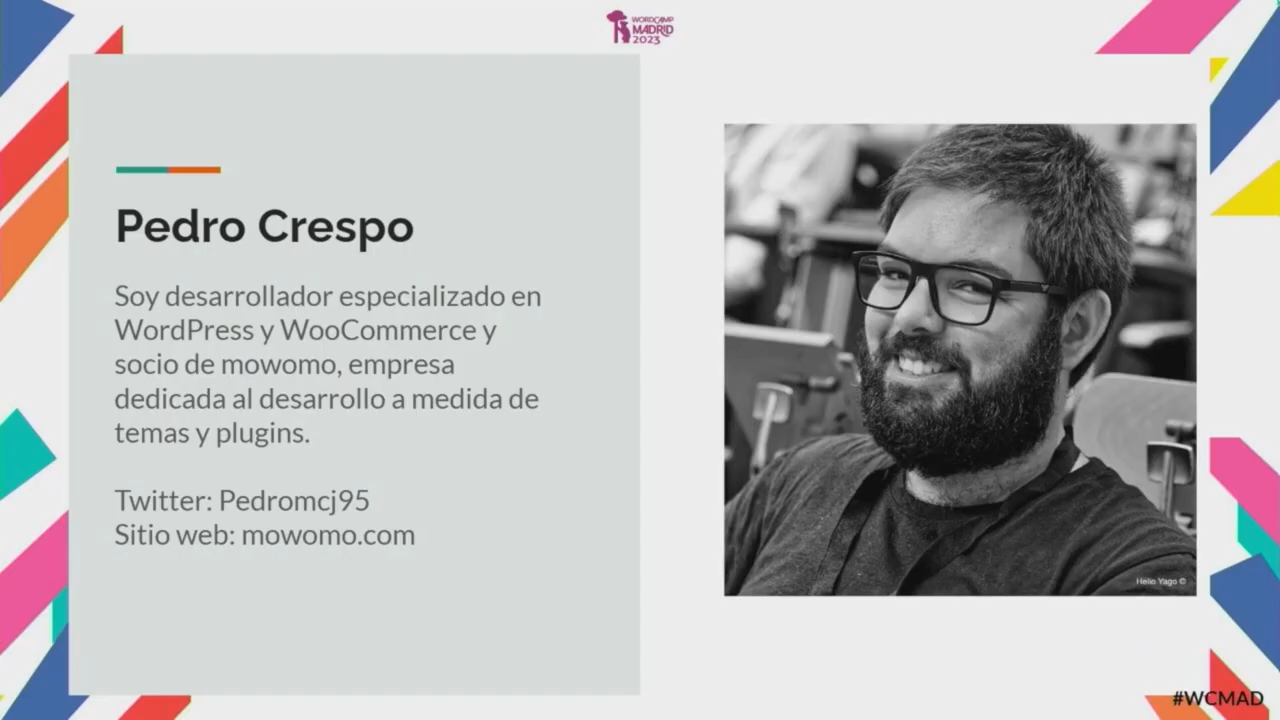 WORDCAMP
MADRID
2023
Pedro Crespo
Soy desarrollador especializado en
WordPress y WooCommerce y
socio de mowomo, empresa
dedicada al desarrollo a medida de
temas y plugins.
Twitter: Pedromcj95
Sitio web: mowomo.com
Helio Yago ©
#WCMAD